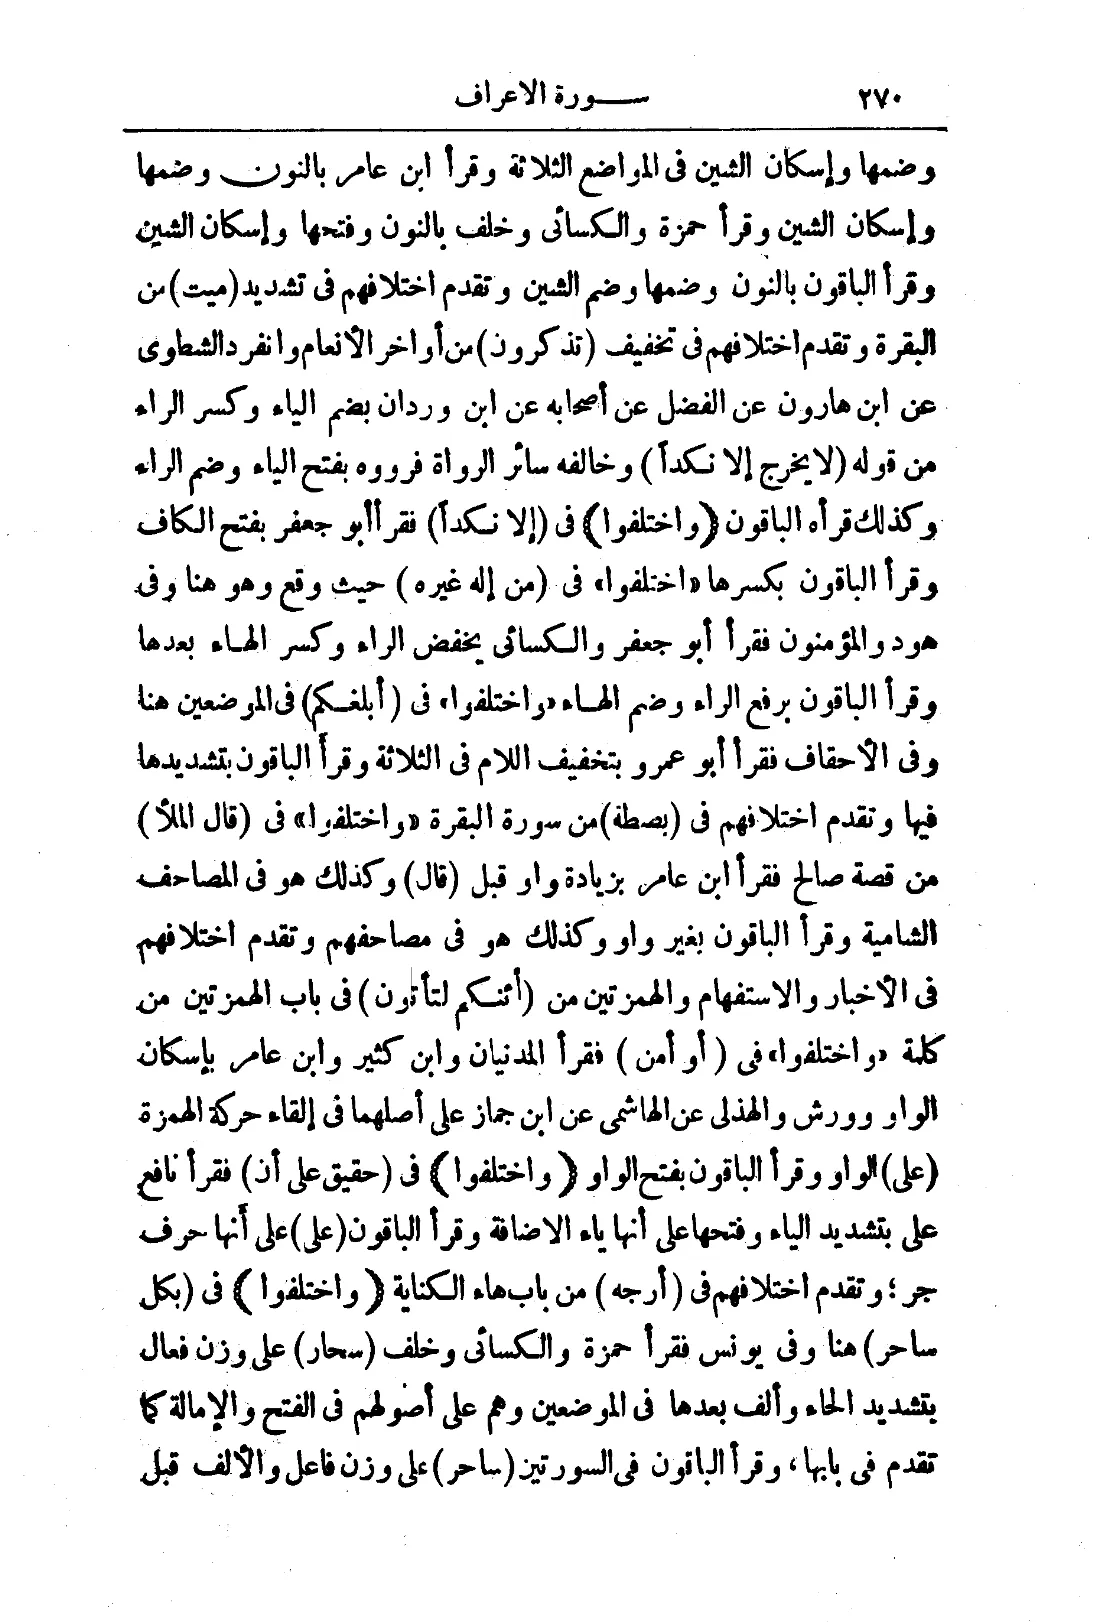 ٢٧٠ سورة الاعراف
وضمها وإسكان الشين فى المواضع الثلاثة وقرأ ابن عامر بالنون وضمها
وإسكان الشين وقرأ حمزة والكسائى وخلف بالنون وفتحها وإسكان الشين
وقرأ الباقون بالنون وضمها وضم الشين وتقدم اختلافهم فى تشديد (ميت) من
البقرة وتقدم اختلافهم فى تخفيف (تذكرون) من أواخر الأنعام وانفرد الشطوى
عن ابن هارون عن الفضل عن أصحابه عن ابن وردان بضم الياء وكسر الراء
من قوله (لا يخرج إلا نكداً) وخالفه سائر الرواة فرووه بفتح الياء وضم الراء
وكذلك قرأه الباقون (واختلفوا) فى (إلا نكداً) فقرأ أبو جعفر بفتح الكاف
وقرأ الباقون بكسرها «اختلفوا» فى (من إله غيره) حيث وقع وهو هنا وفى
هود والمؤمنون فقرأ أبو جعفر والكسائى بخفض الراء وكسر الهاء بعدها
وقرأ الباقون برفع الراء وضم الهاء «واختلفوا» فى (أبلغكم) فى الموضعين هنا
وفى الأحقاف فقرأ أبو عمرو بتخفيف اللام فى الثلاثة وقرأ الباقون بتشديدها
فيها وتقدم اختلافهم فى (بصطة) من سورة البقرة «واختلفوا» فى (قال الملأ)
من قصة صالح فقرأ ابن عامر بزيادة واو قبل (قال) وكذلك هو فى المصاحف
الشامية وقرأ الباقون بغير واو وكذلك هو فى مصاحفهم وتقدم اختلافهم
فى الأخبار والاستفهام والهمزتين من (أئنكم لتأتون) فى باب الهمزتين من
كلمة «واختلفوا» فى (أو أمن) فقرأ المدنيان وابن كثير وابن عامر بإسكان
الواو وورش والهذلى عن الهاشمى عن ابن جماز على أصلهما فى إلقاء حركة الهمزة
(على) الواو وقرأ الباقون بفتح الواو (واختلفوا) فى (حقيق على أن) فقرأ نافع
على بتشديد الياء وفتحها على أنها ياء الاضافة وقرأ الباقون (على) على أنها حرف
جر؛ وتقدم اختلافهم فى (أرجه) من باب هاء الكناية (واختلفوا) فى (بكل
ساحر) هنا وفى يونس فقرأ حمزة والكسائى وخلف (سحار) على وزن فعال
بتشديد الحاء وألف بعدها فى الموضعين وهم على أصولهم فى الفتح والإمالة كما
تقدم فى بابها، وقرأ الباقون فى السورتين (ساحر) على وزن فاعل والألف قبل